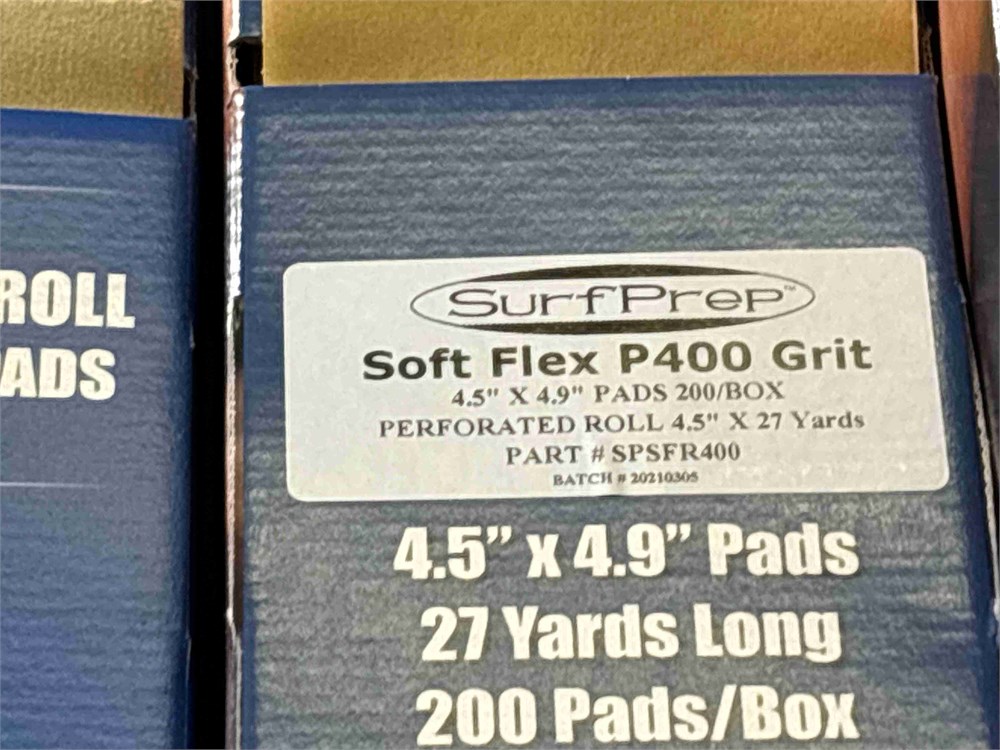 ROLL
ADS
SurfPrep™
Soft Flex P400 Grit
4.5" X 4.9" PADS 200/BOX
PERFORATED ROLL 4.5" X 27 Yards
PART # SPSFR400
BATCH # 20210305
4.5” x 4.9” Pads
27 Yards Long
200 Pads/Box